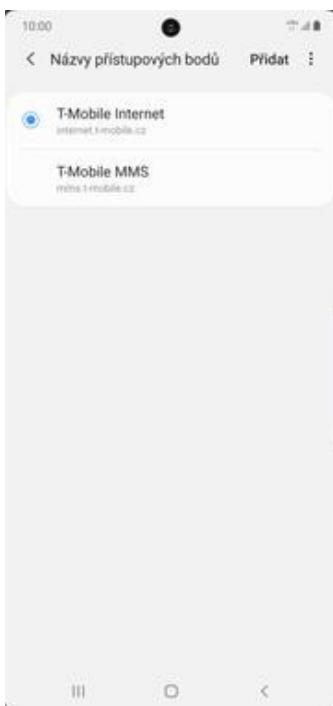 10:00
Názvy přístupových bodů
Přidat
T-Mobile Internet
internet.t-mobile.cz
T-Mobile MMS
mms.t-mobile.cz